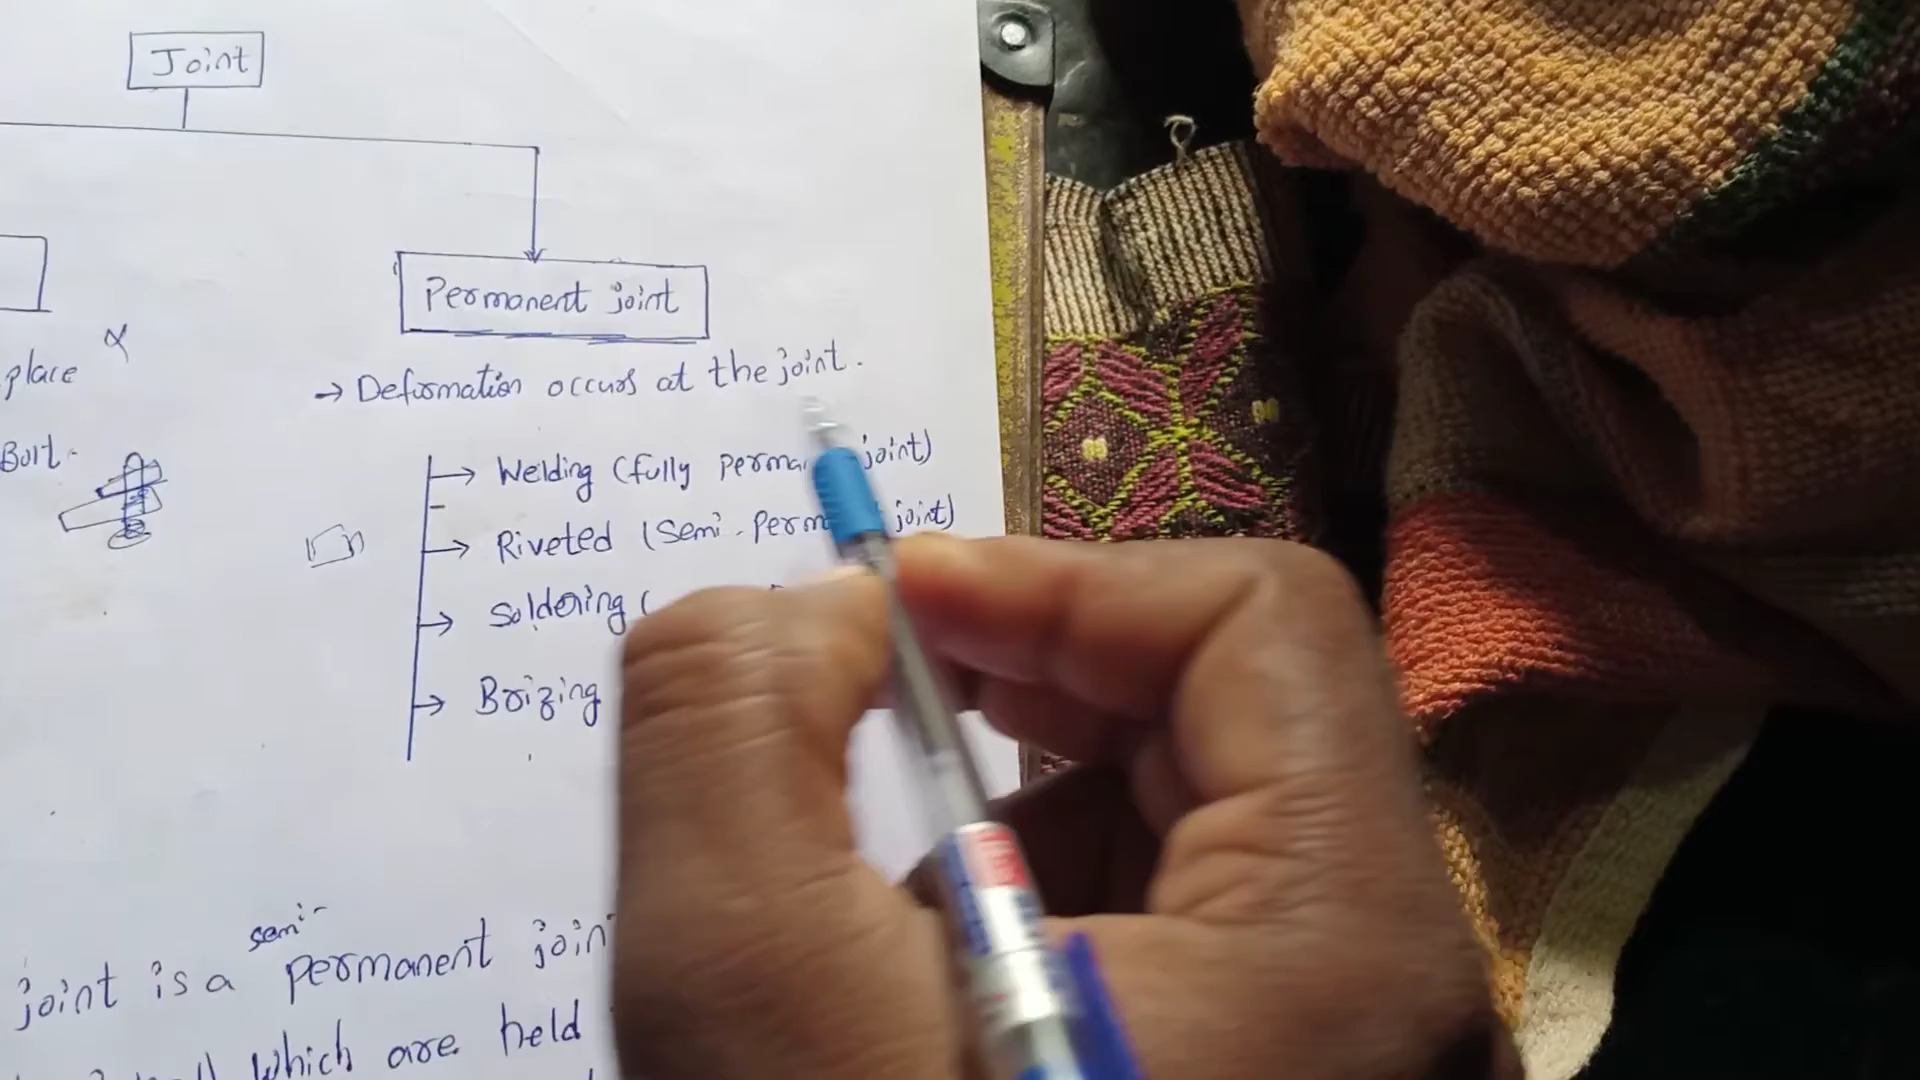 Joint
Permanent joint
place
→ Deformation occurs at the joint.
Bolt.
→ Welding (fully joint)
→ Riveted (Semi-Perm joint)
→ Soldering (
→ Brizing
semi-
joint is a permanent join
which are held